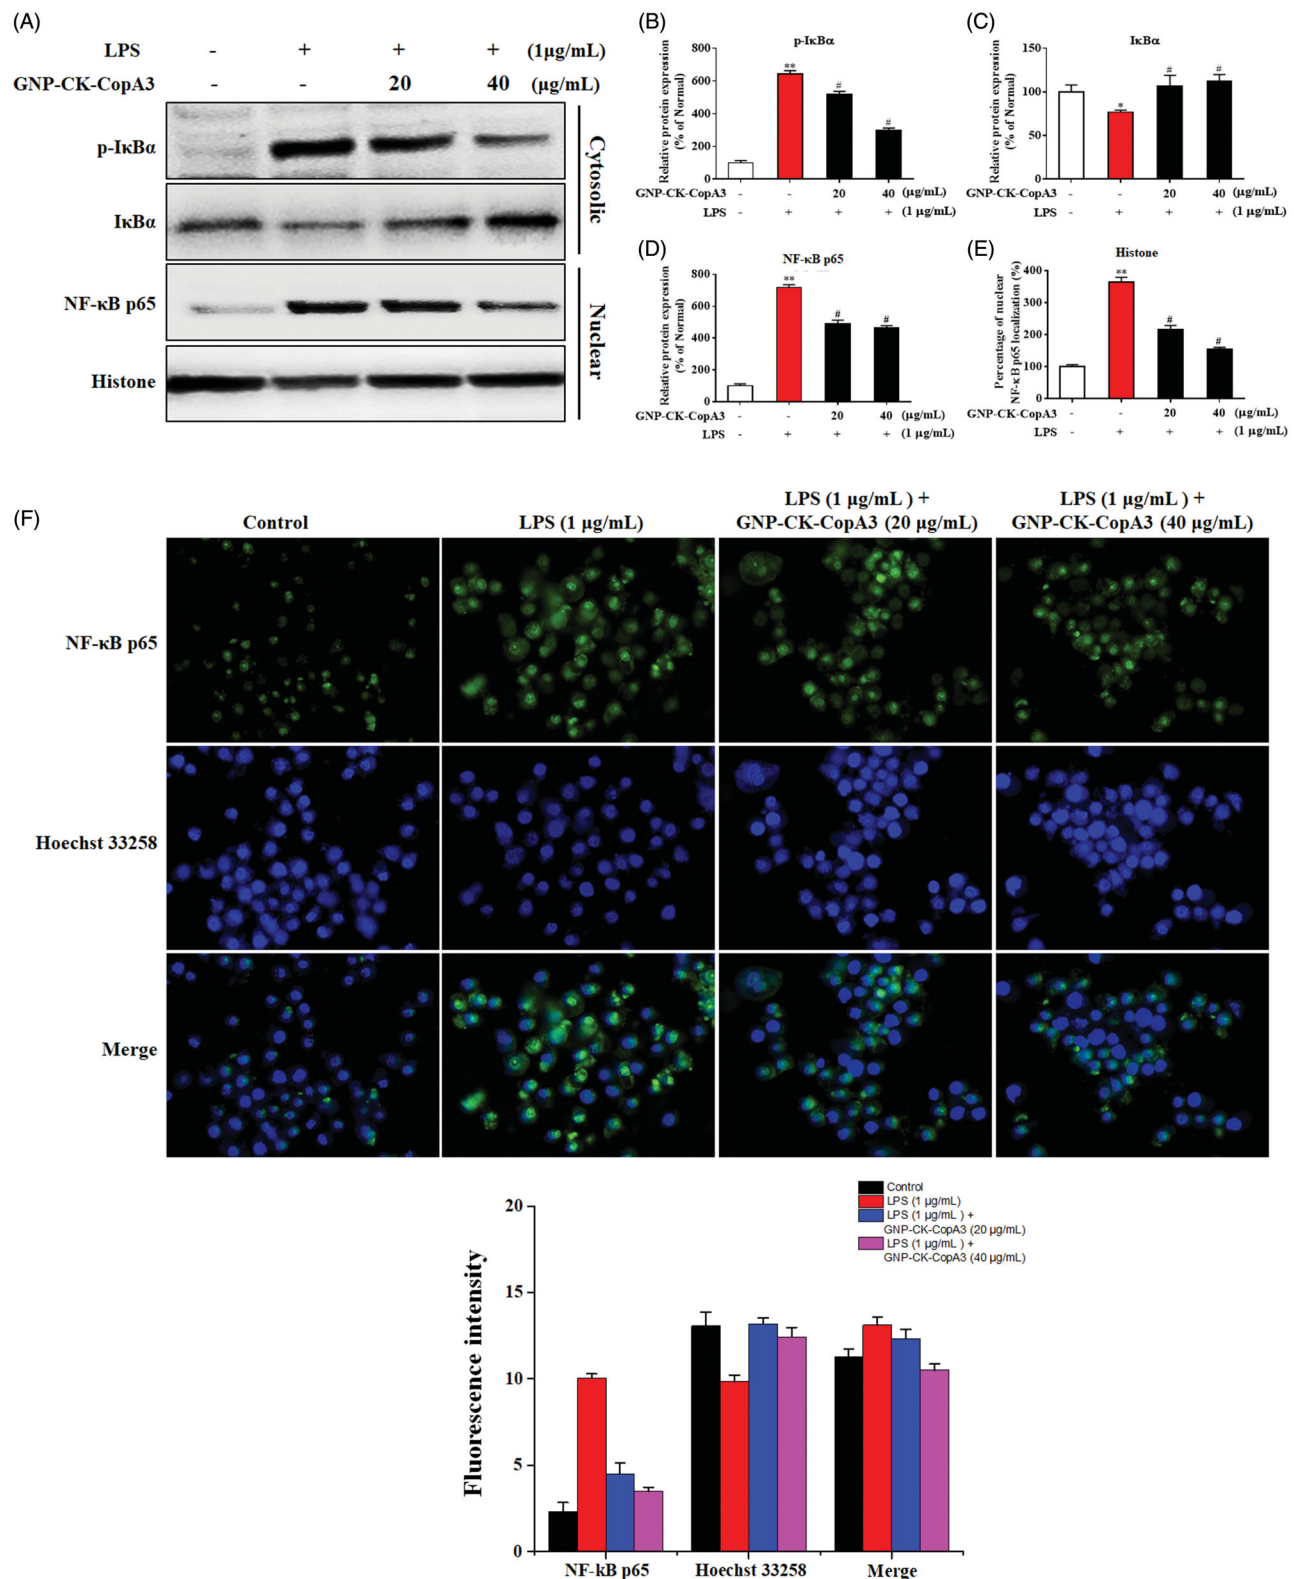 (A)
LPS - + + + (1μg/mL)
GNP-CK-CopA3 - - 20 40 (μg/mL)
p-IκBα
IκBα
Cytosolic
NF-κB p65
Histone
Nuclear
(B)
p-IκBα
Relative protein expression
(% of Normal)
800
600
400
200
0
** # #
GNP-CK-CopA3 - - 20 40 (μg/mL)
LPS - + + + (1 μg/mL)
(C)
IκBα
Relative protein expression
(% of Normal)
150
100
50
0
* # #
GNP-CK-CopA3 - - 20 40 (μg/mL)
LPS - + + + (1 μg/mL)
(D)
NF-κB p65
Relative protein expression
(% of Normal)
800
600
400
200
0
** # #
GNP-CK-CopA3 - - 20 40 (μg/mL)
LPS - + + + (1 μg/mL)
(E)
Histone
Percentage of nuclear
NF-κB p65 localization (%)
400
300
200
100
0
** # #
GNP-CK-CopA3 - - 20 40 (μg/mL)
LPS - + + + (1 μg/mL)
(F)
Control
LPS (1 μg/mL)
LPS (1 μg/mL ) +
GNP-CK-CopA3 (20 μg/mL)
LPS (1 μg/mL ) +
GNP-CK-CopA3 (40 μg/mL)
NF-κB p65
Hoechst 33258
Merge
Control
LPS (1 μg/mL)
LPS (1 μg/mL ) +
GNP-CK-CopA3 (20 μg/mL)
LPS (1 μg/mL ) +
GNP-CK-CopA3 (40 μg/mL)
Fluorescence intensity
20
15
10
5
0
NF-kB p65 Hoechst 33258 Merge